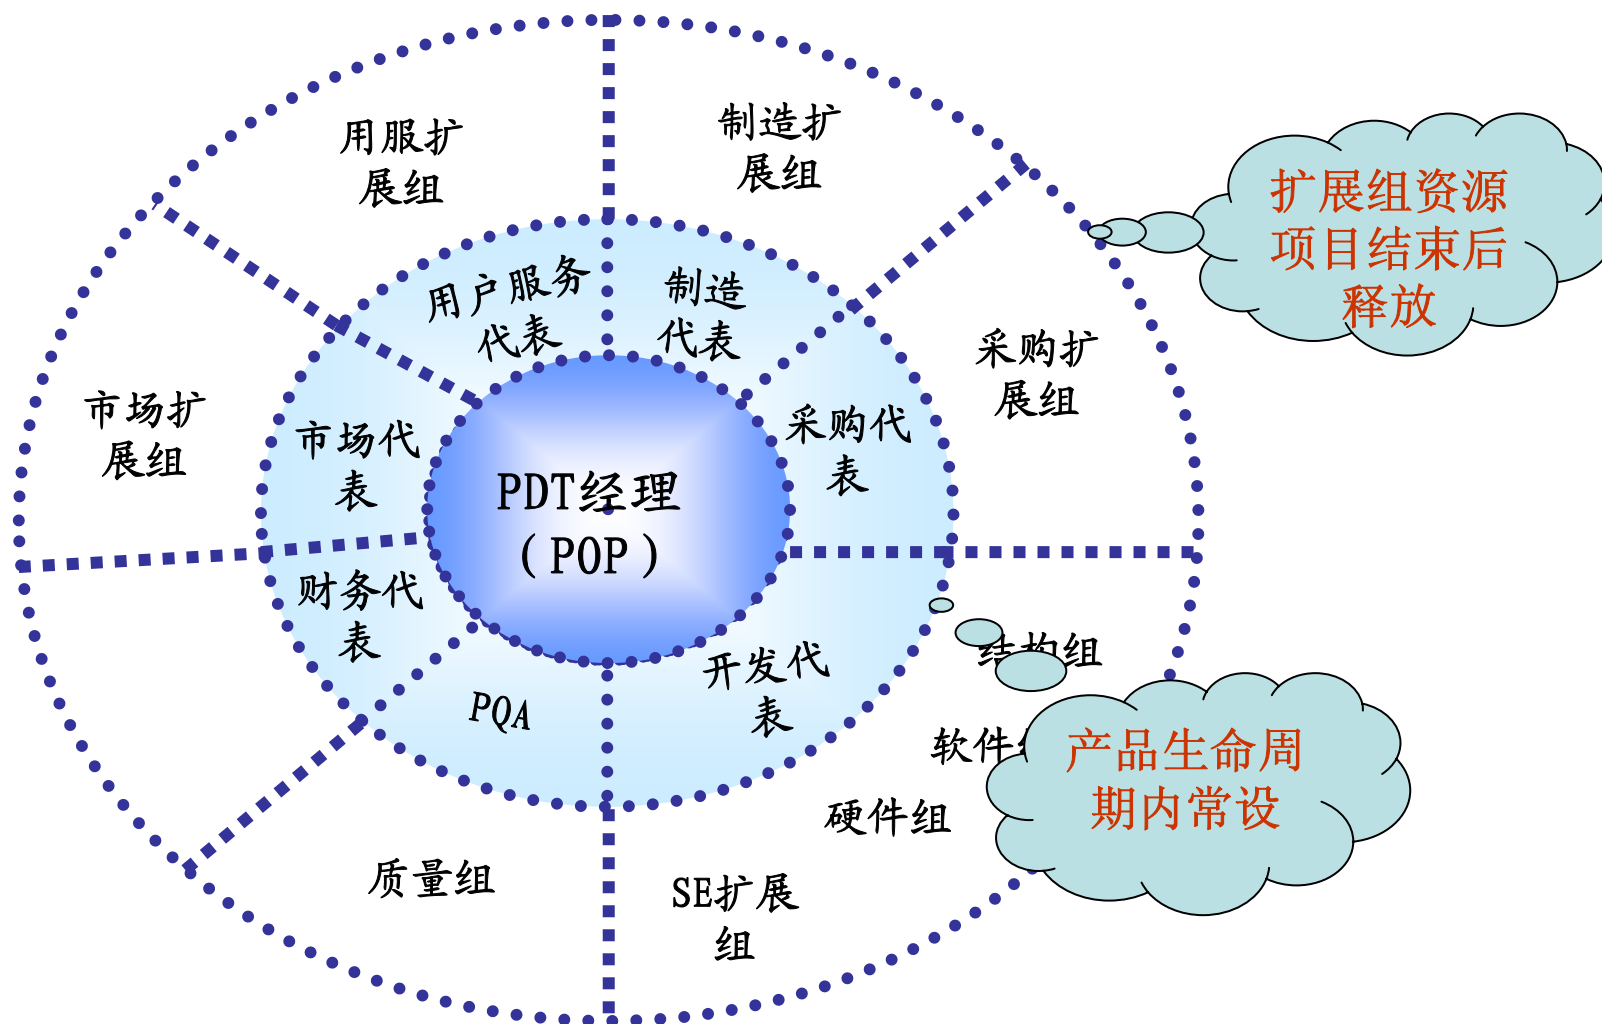 用服扩
展组
制造扩
展组
扩展组资源
项目结束后
释放
用户服务
代表
制造
代表
采购扩
展组
市场扩
展组
市场代
表
采购代
表
PDT经理
(POP)
财务代
表
结构组
开发代
表
PQA
软件组
产品生命周
期内常设
硬件组
质量组
SE扩展
组